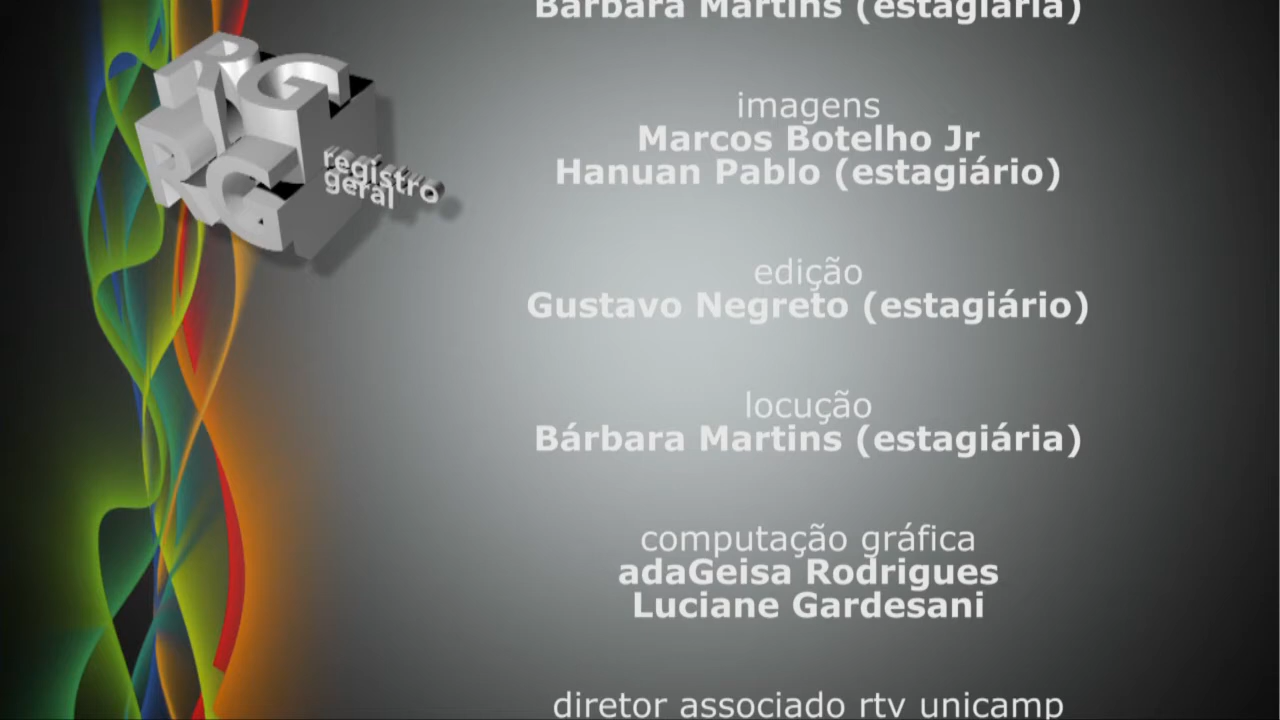 Bárbara Martins (estagiária)
RG
RG
registro
geral
imagens
Marcos Botelho Jr
Hanuan Pablo (estagiário)
edição
Gustavo Negreto (estagiário)
locução
Bárbara Martins (estagiária)
computação gráfica
adaGeisa Rodrigues
Luciane Gardesani
diretor associado rtv unicamp